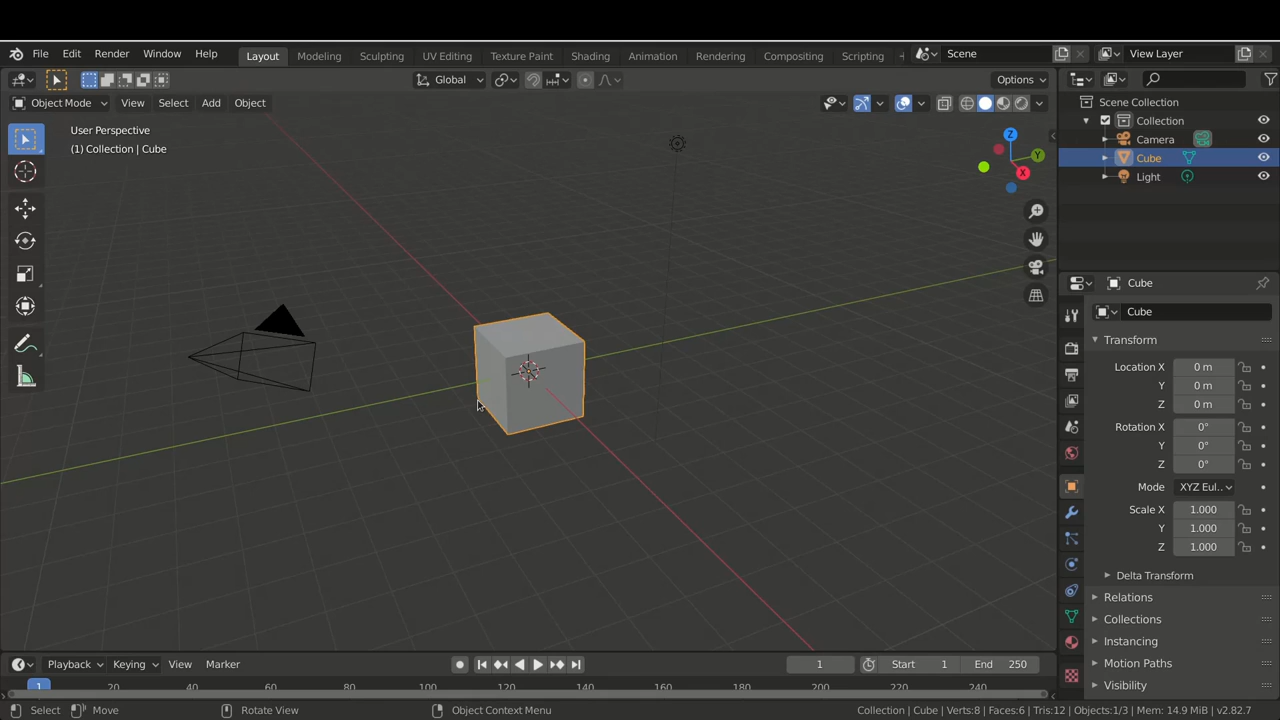 File Edit Render Window Help Layout Modeling Sculpting UV Editing Texture Paint Shading Animation Rendering Compositing Scripting Scene View Layer
Global Options
Object Mode View Select Add Object
User Perspective
(1) Collection | Cube
Z
Y
X
Scene Collection
Collection
Camera
Cube
Light
Cube
Cube
Transform
Location X 0 m
Y 0 m
Z 0 m
Rotation X 0°
Y 0°
Z 0°
Mode XYZ Eul..
Scale X 1.000
Y 1.000
Z 1.000
Delta Transform
Relations
Collections
Instancing
Motion Paths
Visibility
Playback Keying View Marker 1 Start 1 End 250
1 20 40 60 80 100 120 140 160 180 200 220 240
Select Move Rotate View Object Context Menu Collection | Cube | Verts:8 | Faces:6 | Tris:12 | Objects:1/3 | Mem: 14.9 MiB | v2.82.7